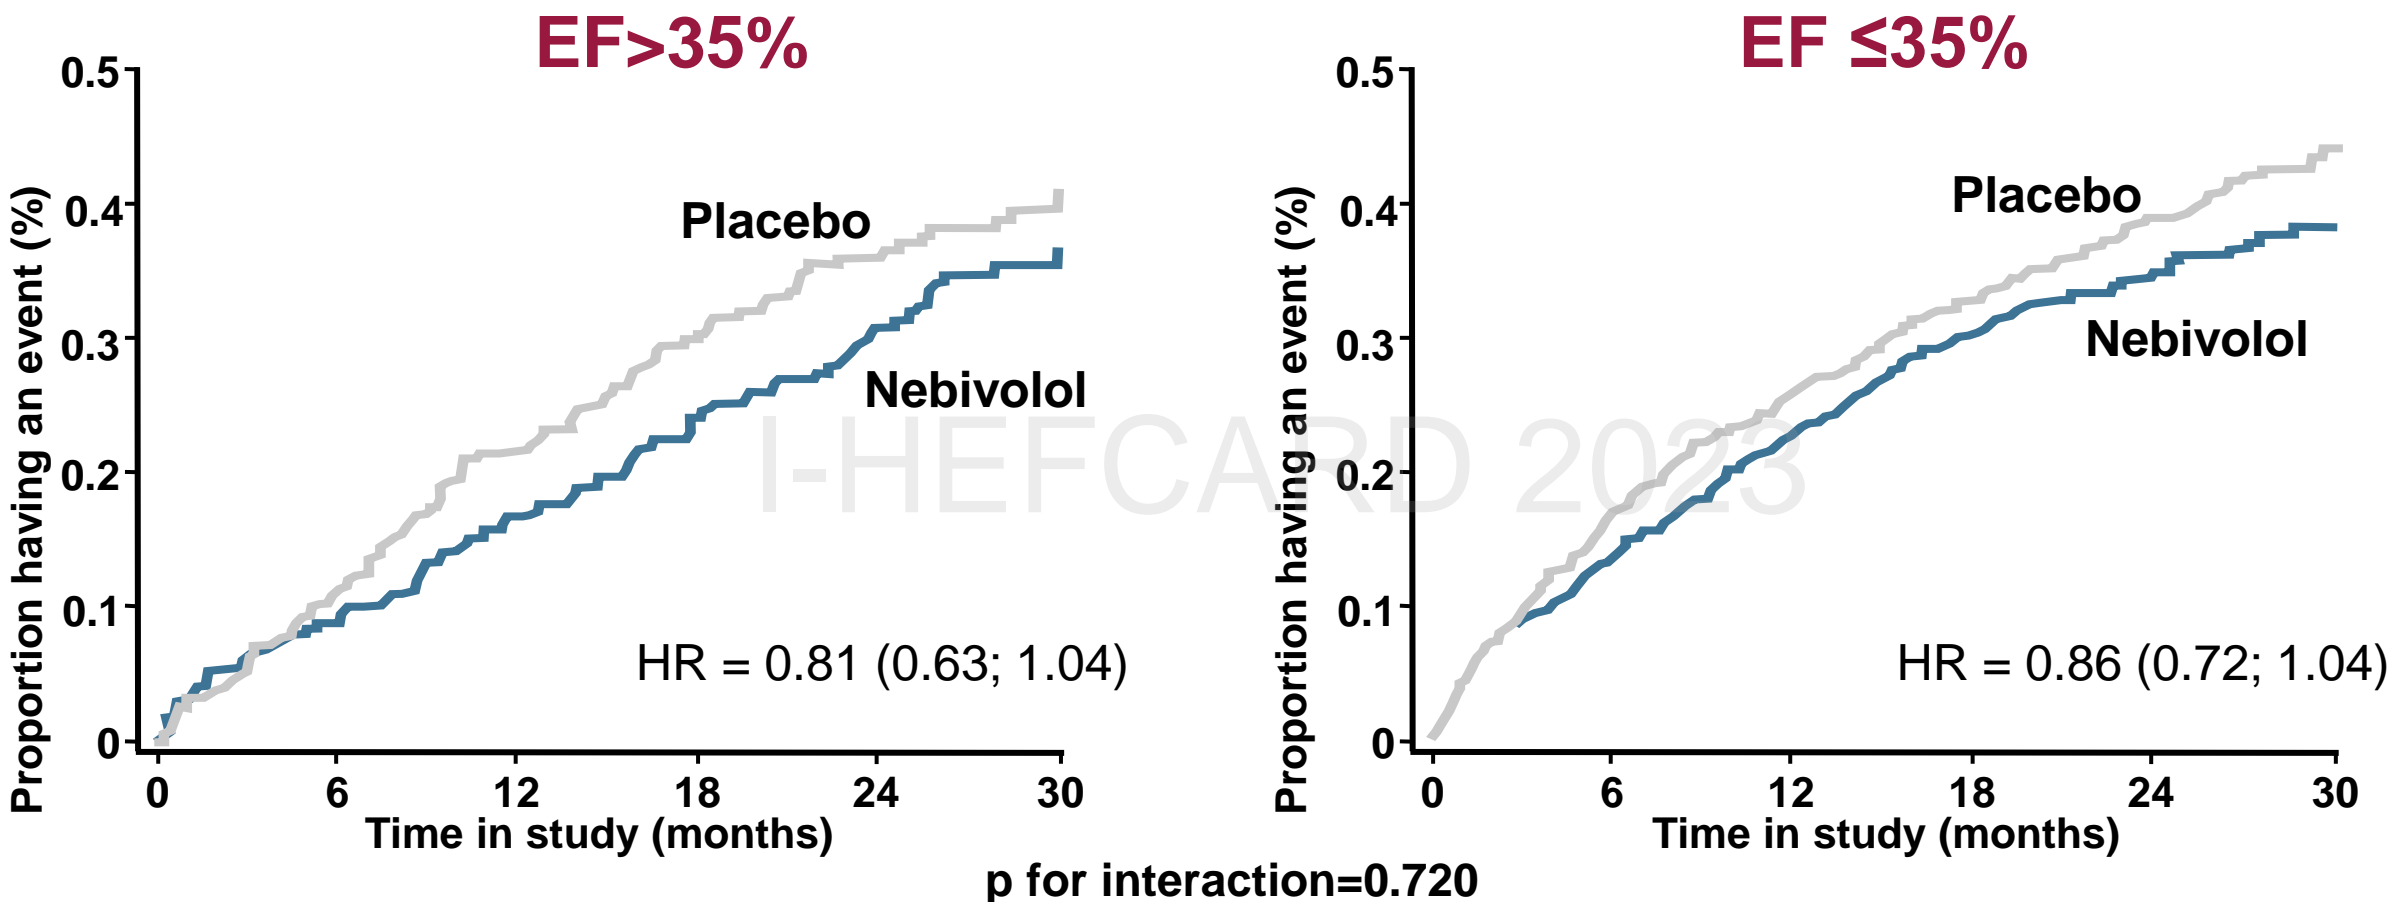 EF>35%
EF ≤35%
Proportion having an event (%)
0.5
0.4
0.3
0.2
0.1
0
Placebo
Nebivolol
HR = 0.81 (0.63; 1.04)
0 6 12 18 24 30
Time in study (months)
Proportion having an event (%)
0.5
0.4
0.3
0.2
0.1
0
Placebo
Nebivolol
HR = 0.86 (0.72; 1.04)
0 6 12 18 24 30
Time in study (months)
I-HEFCARD 2023
p for interaction=0.720